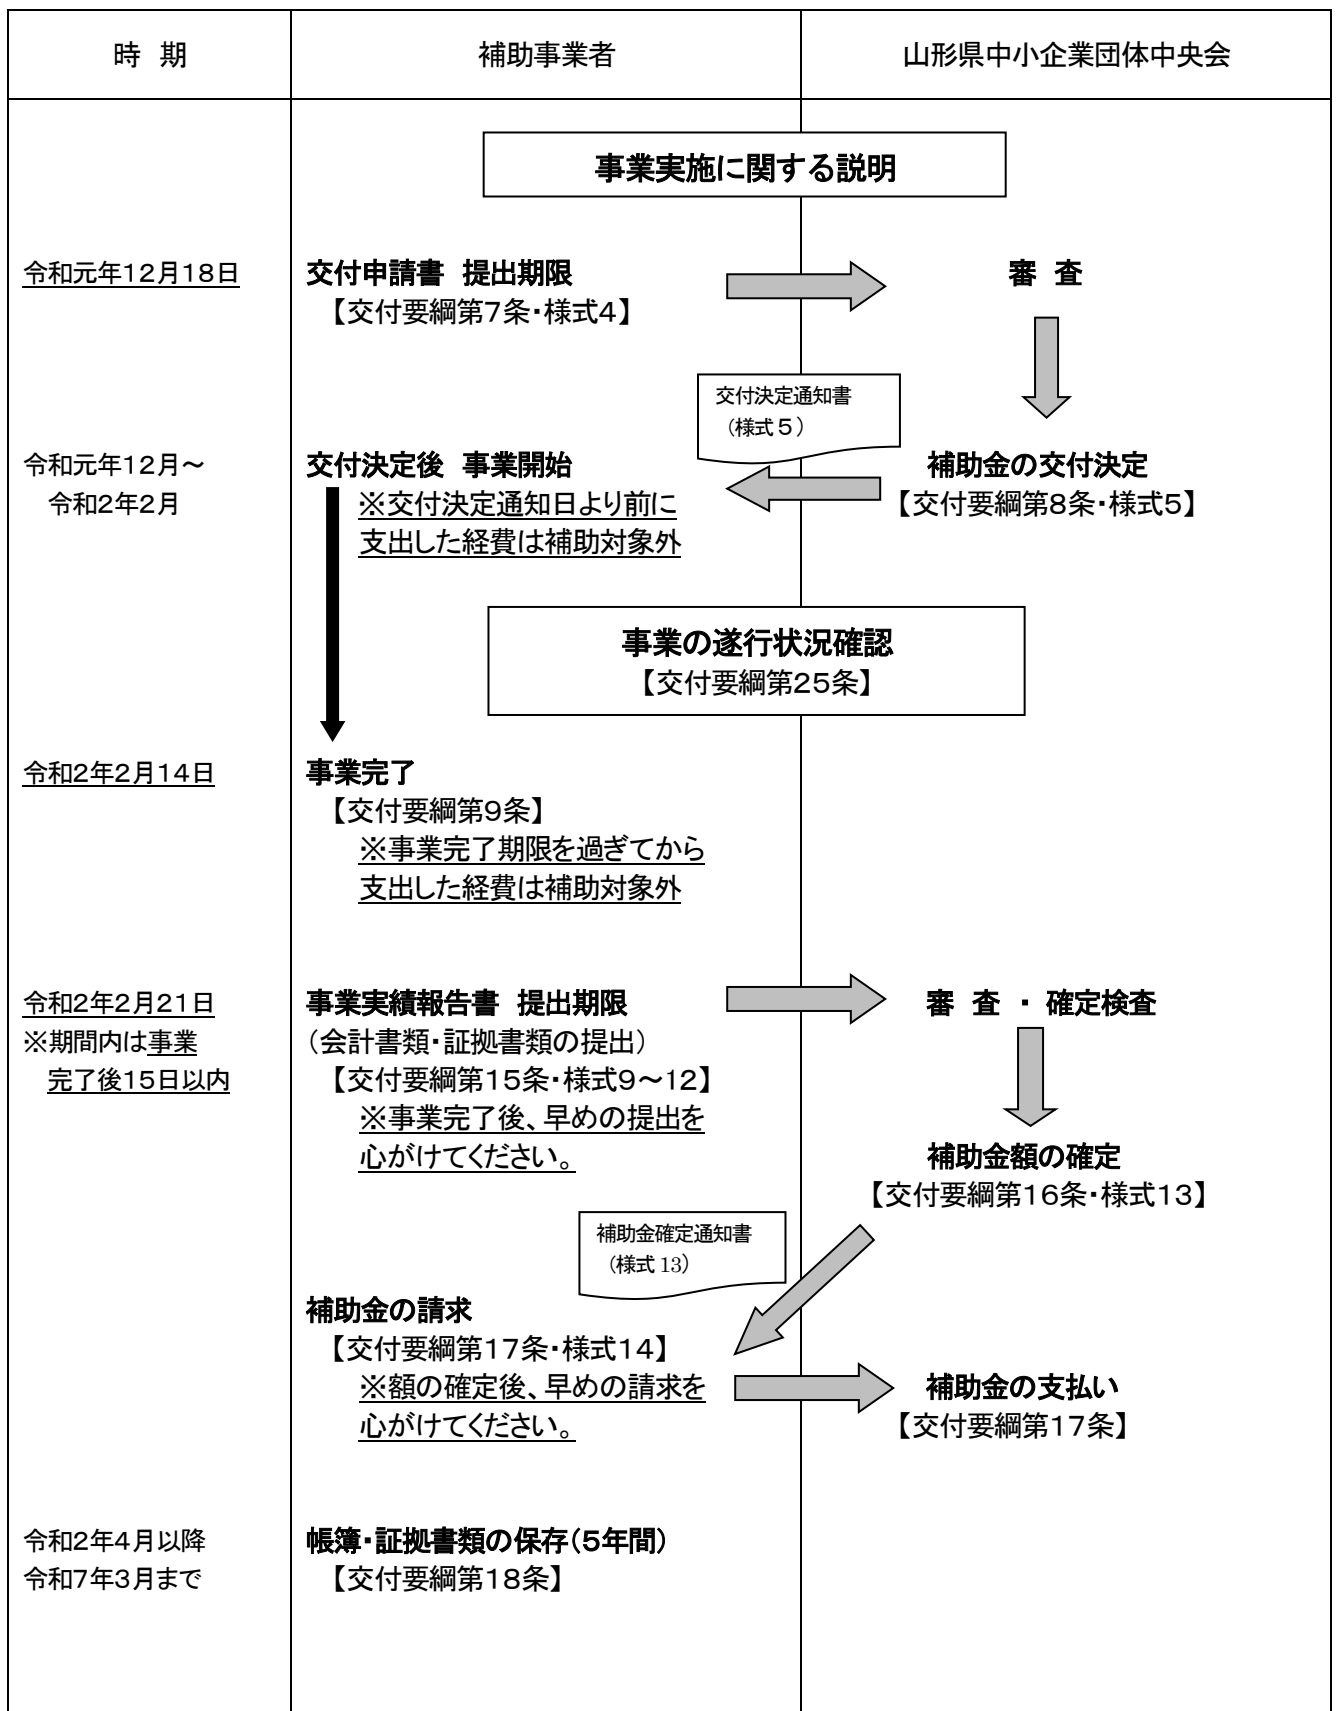 時 期
補助事業者
山形県中小企業団体中央会
事業実施に関する説明
令和元年12月18日
交付申請書 提出期限
【交付要綱第7条・様式4】
審 査
交付決定通知書
（様式５）
令和元年12月～
令和2年2月
交付決定後 事業開始
※交付決定通知日より前に
支出した経費は補助対象外
補助金の交付決定
【交付要綱第8条・様式5】
事業の遂行状況確認
【交付要綱第25条】
令和2年2月14日
事業完了
【交付要綱第9条】
※事業完了期限を過ぎてから
支出した経費は補助対象外
令和2年2月21日
※期間内は事業
完了後15日以内
事業実績報告書 提出期限
（会計書類・証拠書類の提出）
【交付要綱第15条・様式9～12】
※事業完了後、早めの提出を
心がけてください。
審 査 ・ 確定検査
補助金額の確定
【交付要綱第16条・様式13】
補助金確定通知書
（様式 13）
補助金の請求
【交付要綱第17条・様式14】
※額の確定後、早めの請求を
心がけてください。
補助金の支払い
【交付要綱第17条】
令和2年4月以降
令和7年3月まで
帳簿・証拠書類の保存（5年間）
【交付要綱第18条】